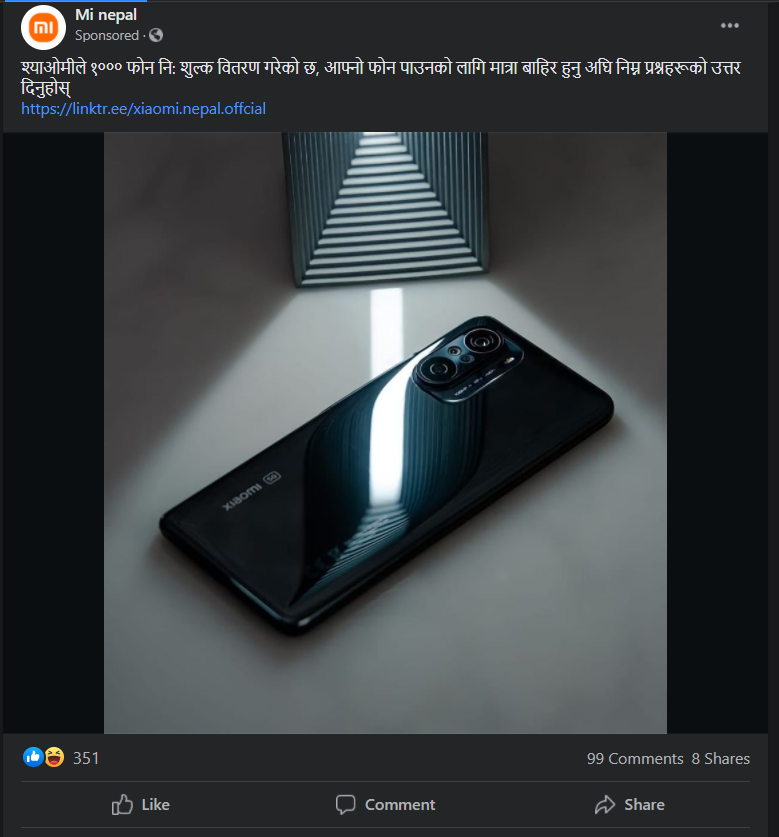 mi
Mi nepal
Sponsored ·
श्याओमीले १००० फोन नि: शुल्क वितरण गरेको छ, आफ्नो फोन पाउनको लागि मात्रा बाहिर हुनु अघि निम्न प्रश्नहरूको उत्तर
दिनुहोस्
https://linktr.ee/xiaomi.nepal.offcial
xiaomi 5G
351
99 Comments 8 Shares
Like
Comment
Share